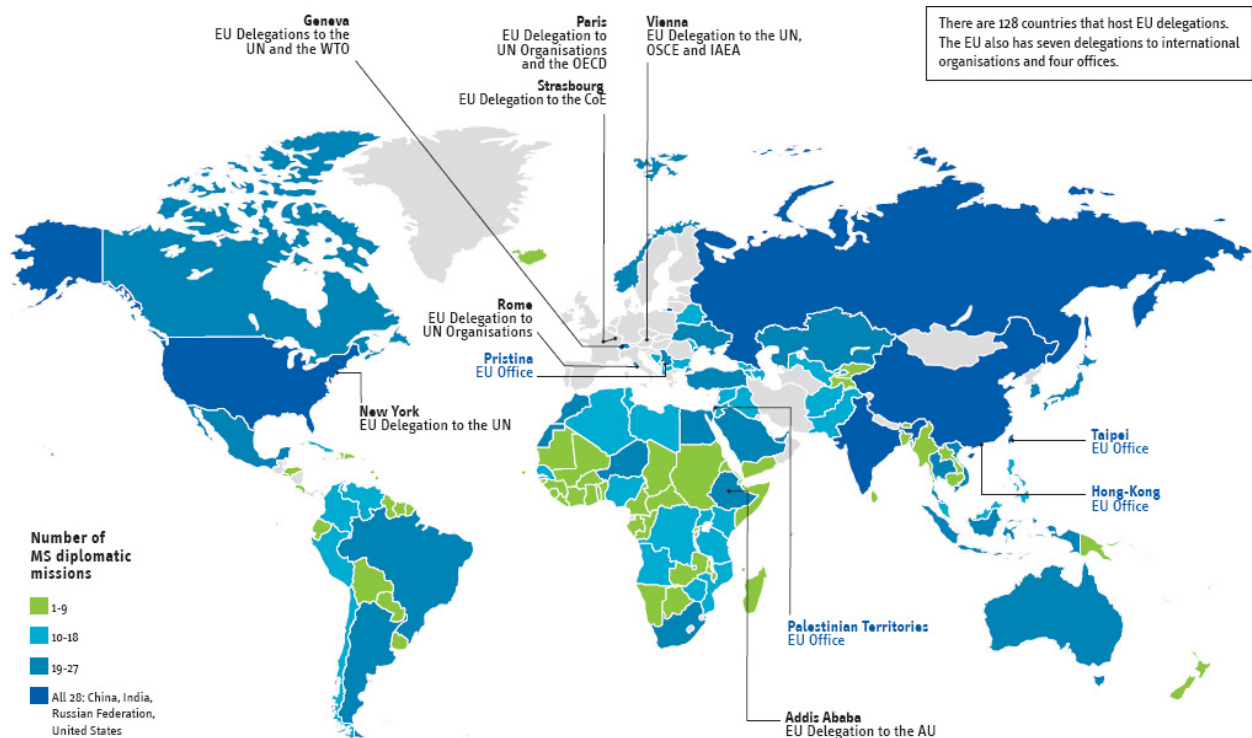 Geneva
EU Delegations to the
UN and the WTO
Paris
EU Delegation to
UN Organisations
and the OECD
Vienna
EU Delegation to the UN,
OSCE and IAEA
There are 128 countries that host EU delegations.
The EU also has seven delegations to international
organisations and four offices.
Strasbourg
EU Delegation to the CoE
Rome
EU Delegation to
UN Organisations
Pristina
EU Office
New York
EU Delegation to the UN
Taipei
EU Office
Hong-Kong
EU Office
Number of
MS diplomatic
missions
1-9
10-18
19-27
All 28: China, India,
Russian Federation,
United States
Palestinian Territories
EU Office
Addis Ababa
EU Delegation to the AU